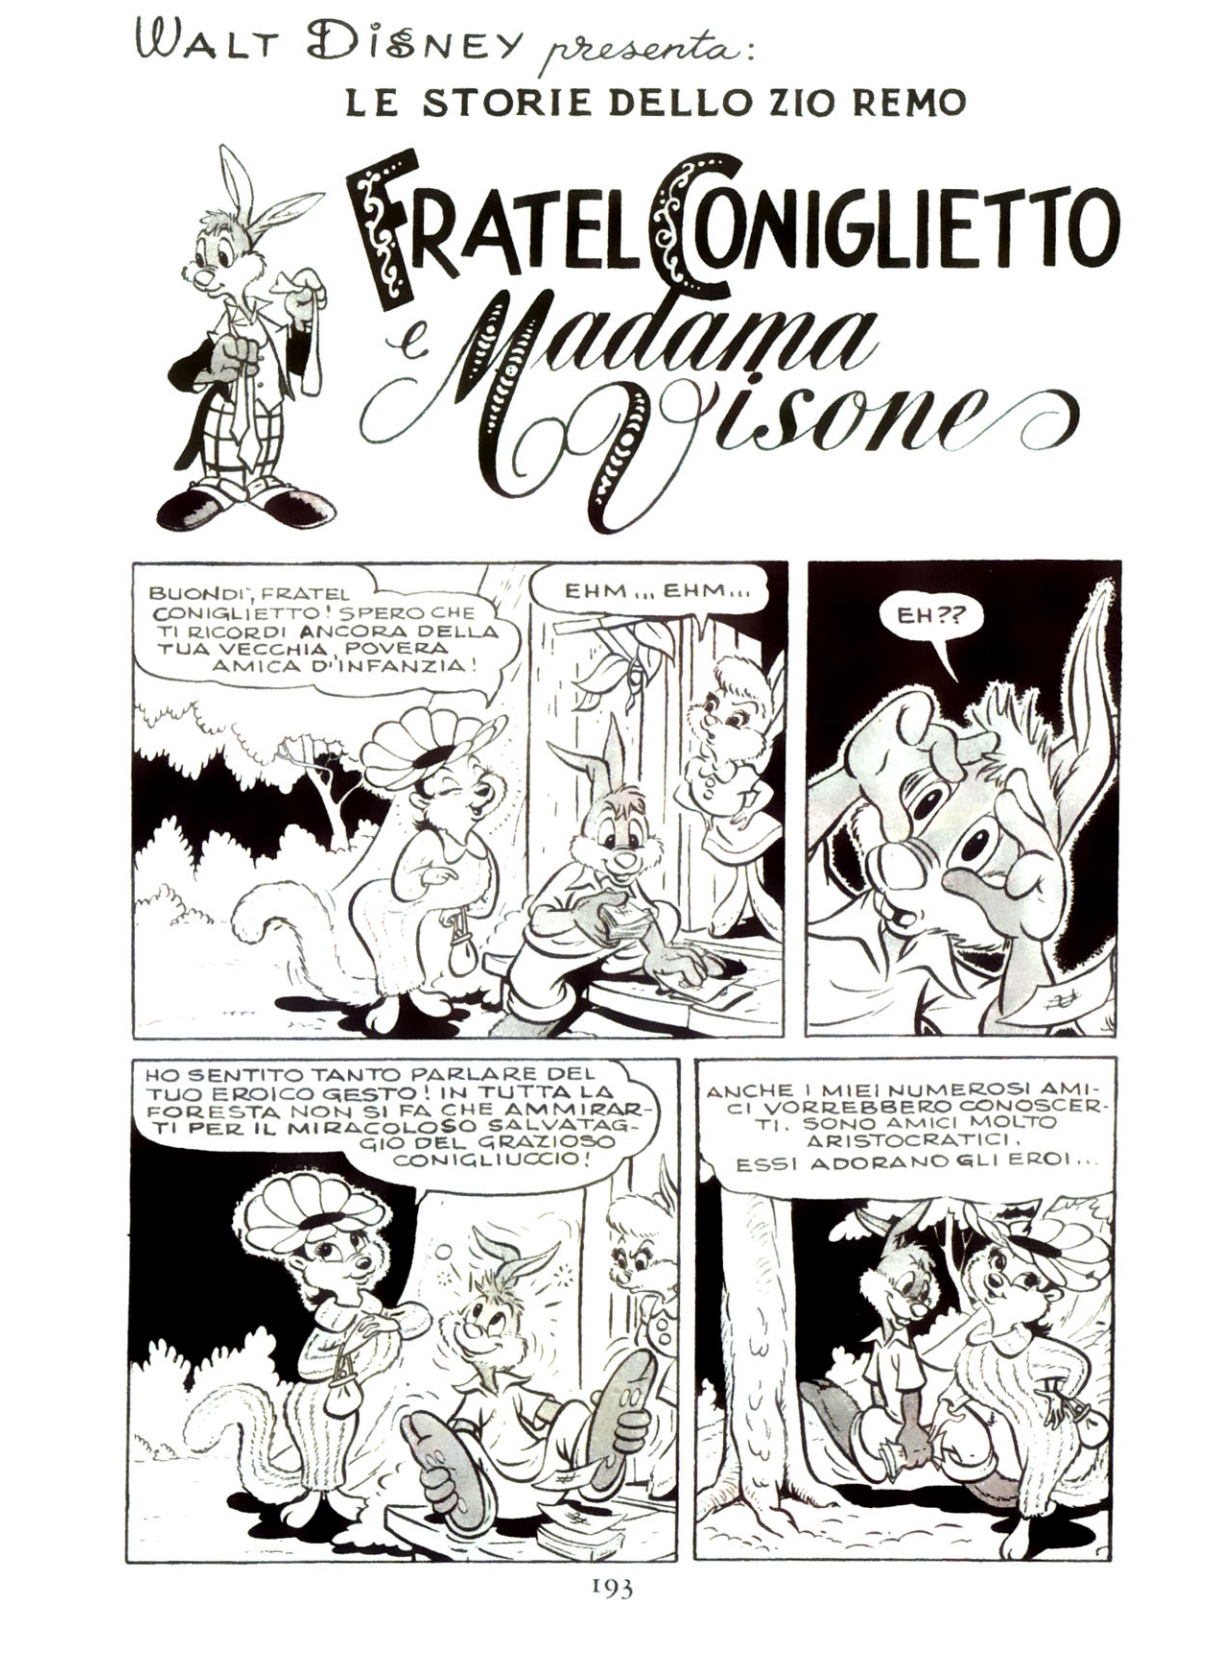 WALT DISNEY presenta:
LE STORIE DELLO ZIO REMO
FRATEL CONIGLIETTO
e Madama
Visone
BUONDÌ, FRATEL
CONIGLIETTO! SPERO CHE
TI RICORDI ANCORA DELLA
TUA VECCHIA, POVERA
AMICA D'INFANZIA!
EHM... EHM...
EH??
HO SENTITO TANTO PARLARE DEL
TUO EROICO GESTO! IN TUTTA LA
FORESTA NON SI FA CHE AMMIRAR-
TI PER IL MIRACOLOSO SALVATAG-
GIO DEL GRAZIOSO
CONIGLIUCCIO!
ANCHE I MIEI NUMEROSI AMI-
CI VORREBBERO CONOSCER-
TI. SONO AMICI MOLTO
ARISTOCRATICI.
ESSI ADORANO GLI EROI...
193